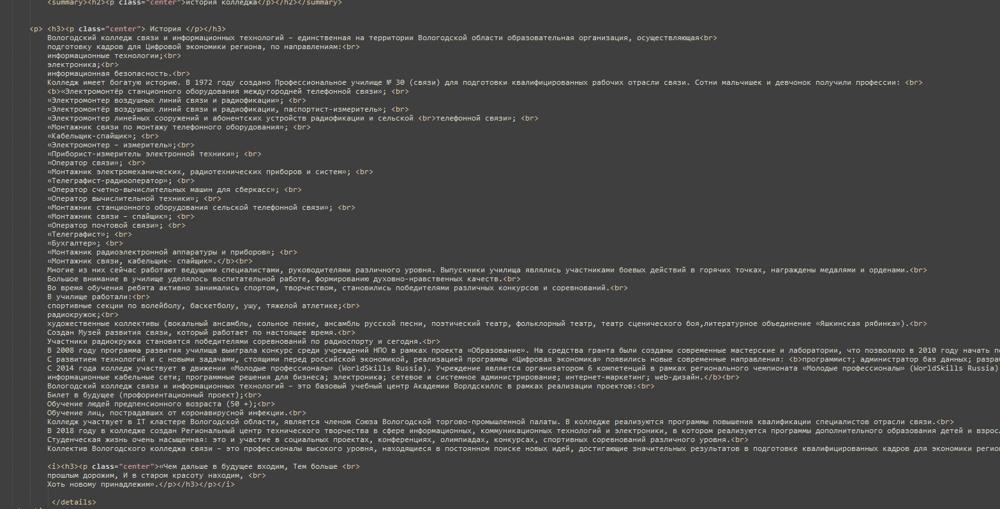 <summary><h2><p class="center">история колледжа</p></h2></summary>
<p> <h3><p class="center"> История </p></h3>
Вологодский колледж связи и информационных технологий – единственная на территории Вологодской области образовательная организация, осуществляющая<br>
подготовку кадров для Цифровой экономики региона, по направлениям:<br>
информационные технологии;<br>
электроника;<br>
информационная безопасность.<br>
Колледж имеет богатую историю. В 1972 году создано Профессиональное училище № 30 (связи) для подготовки квалифицированных рабочих отрасли связи. Сотни мальчишек и девчонок получили профессии: <br>
<b>«Электромонтёр станционного оборудования междугородней телефонной связи»; <br>
«Электромонтер воздушных линий связи и радиофикации»; <br>
«Электромонтёр воздушных линий связи и радиофикации, паспортист-измеритель»; <br>
«Электромонтер линейных сооружений и абонентских устройств радиофикации и сельской <br>телефонной связи»; <br>
«Монтажник связи по монтажу телефонного оборудования»; <br>
«Кабельщик-спайщик»; <br>
«Электромонтер – измеритель»;<br>
«Приборист-измеритель электронной техники»; <br>
«Оператор связи»; <br>
«Монтажник электромеханических, радиотехнических приборов и систем»; <br>
«Телеграфист-радиооператор»; <br>
«Оператор счетно-вычислительных машин для сберкасс»; <br>
«Оператор вычислительной техники»; <br>
«Монтажник станционного оборудования сельской телефонной связи»; <br>
«Монтажник связи – спайщик»; <br>
«Оператор почтовой связи»; <br>
«Телеграфист»; <br>
«Бухгалтер»; <br>
«Монтажник радиоэлектронной аппаратуры и приборов»; <br>
«Монтажник связи, кабельщик- спайщик».</b><br>
Многие из них сейчас работают ведущими специалистами, руководителями различного уровня. Выпускники училища являлись участниками боевых действий в горячих точках, награждены медалями и орденами.<br>
Большое внимание в училище уделялось воспитательной работе, формированию духовно-нравственных качеств.<br>
Во время обучения ребята активно занимались спортом, творчеством, становились победителями различных конкурсов и соревнований.<br>
В училище работали:<br>
спортивные секции по волейболу, баскетболу, ушу, тяжелой атлетике;<br>
радиокружок;<br>
художественные коллективы (вокальный ансамбль, сольное пение, ансамбль русской песни, поэтический театр, фольклорный театр, театр сценического боя,литературное объединение «Яшкинская рябинка»).<br>
Создан Музей развития связи, который работает по настоящее время.<br>
Участники радиокружка становятся победителями соревнований по радиоспорту и сегодня.<br>
В 2008 году программа развития училища выиграла конкурс среди учреждений НПО в рамках проекта «Образование». На средства гранта были созданы современные мастерские и лаборатории, что позволило в 2010 году начать
С развитием технологий и с новыми задачами, стоящими перед российской экономикой, реализацией программы «Цифровая экономика» появились новые современные направления: <b>программист; администратор баз данных;
С 2014 года колледж участвует в движении «Молодые профессионалы» (WorldSkills Russia). Учреждение является организатором 6 компетенций в рамках регионального чемпионата «Молодые профессионалы» (WorldSkills Russia)
информационные кабельные сети; программные решения для бизнеса; электроника; сетевое и системное администрирование; интернет-маркетинг; web-дизайн.</b><br>
Вологодский колледж связи и информационных технологий – это базовый учебный центр Академии Ворлдскиллс в рамках реализации проектов:<br>
Билет в будущее (профориентационный проект);<br>
Обучение людей предпенсионного возраста (50 +);<br>
Обучение лиц, пострадавших от коронавирусной инфекции.<br>
Колледж участвует в IT кластере Вологодской области, является членом Союза Вологодской торгово-промышленной палаты. В колледже реализуются программы повышения квалификации специалистов отрасли связи.<br>
В 2018 году в колледже создан Региональный центр технического творчества в сфере информационных, коммуникационных технологий и электроники, в котором реализуются программы дополнительного образования детей и
Студенческая жизнь очень насыщенная: это и участие в социальных проектах, конференциях, олимпиадах, конкурсах, спортивных соревнований различного уровня.<br>
Коллектив Вологодского колледжа связи – это профессионалы высокого уровня, находящиеся в постоянном поиске новых идей, достигающие значительных результатов в подготовке квалифицированных кадров для экономики
<i><h3><p class="center">«Чем дальше в будущее входим, Тем больше <br>
прошлым дорожим, И в старом красоту находим, <br>
Хоть новому принадлежим».</p></h3></p></i>
</details>